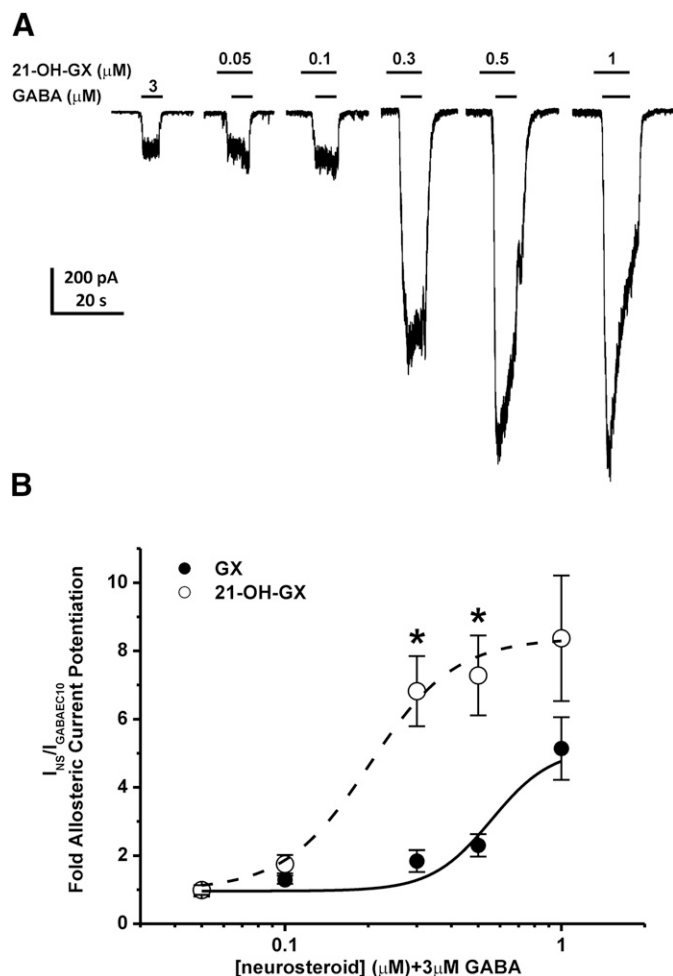 A
21-OH-GX (μM) 0.05 0.1 0.3 0.5 1
GABA (μM) 3
200 pA
20 s
B
GX
21-OH-GX
* *
I_NS/I_GABAEC10
Fold Allosteric Current Potentiation
10
8
6
4
2
0
0.1 1
[neurosteroid] (μM)+3μM GABA